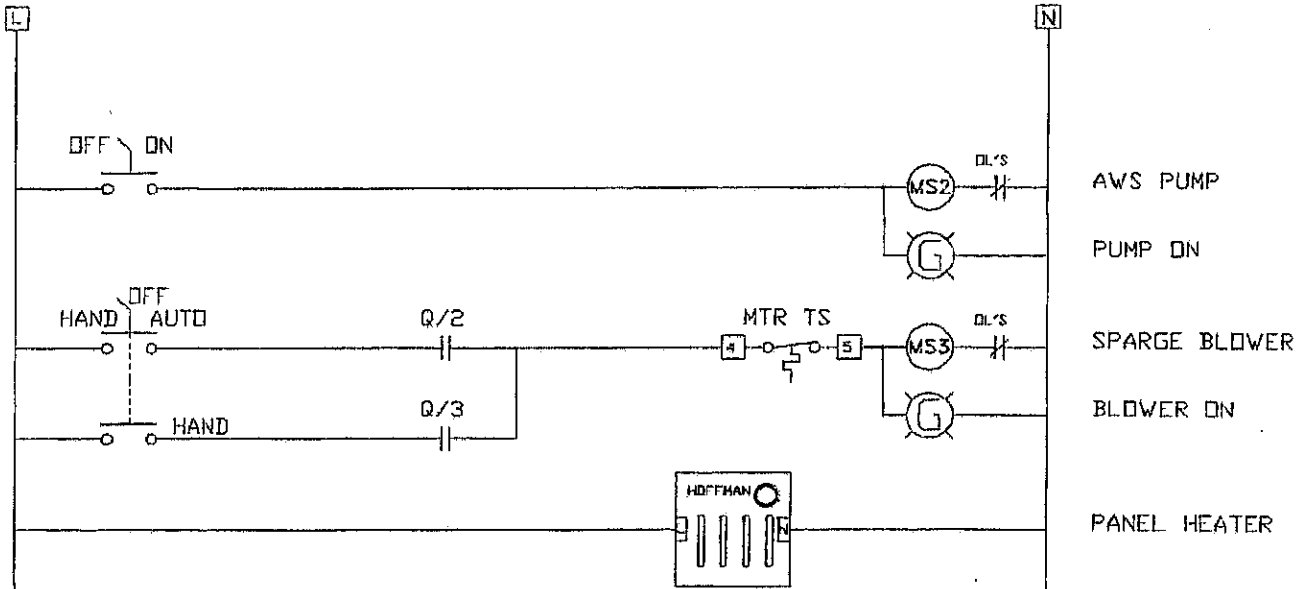 L N
OFF ON OL'S
MS2 AWS PUMP
G PUMP ON
OFF
HAND AUTO Q/2 MTR TS OL'S
4 5 MS3 SPARGE BLOWER
HAND Q/3 G BLOWER ON
HOFFMAN
N PANEL HEATER